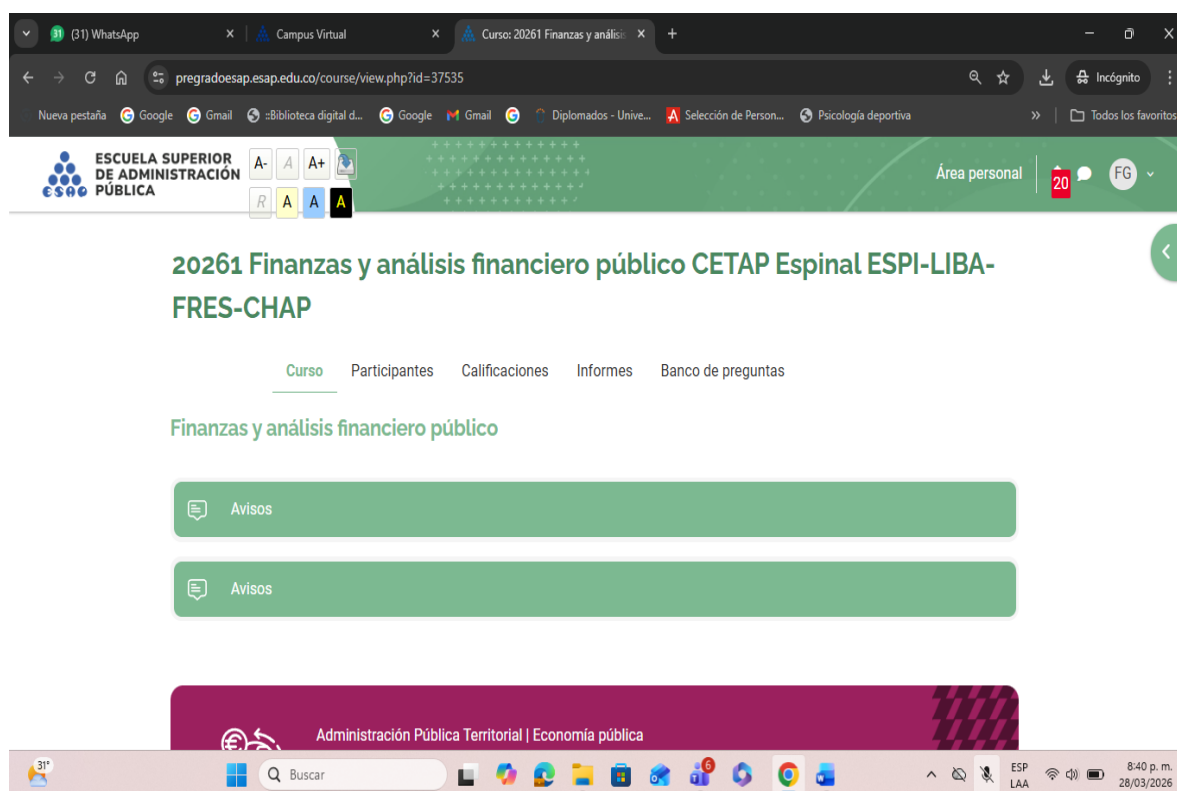 31 (31) WhatsApp
Campus Virtual
Curso: 20261 Finanzas y análisis
pregradoesap.esap.edu.co/course/view.php?id=37535
Incógnito
Nueva pestaña Google Gmail ::Biblioteca digital d... Google Gmail Diplomados - Unive... Selección de Person... Psicología deportiva » Todos los favoritos
ESCUELA SUPERIOR
DE ADMINISTRACIÓN
PÚBLICA
esap
A- A A+
R A A A
Área personal
20
FG
20261 Finanzas y análisis financiero público CETAP Espinal ESPI-LIBA-
FRES-CHAP
Curso Participantes Calificaciones Informes Banco de preguntas
Finanzas y análisis financiero público
Avisos
Avisos
Administración Pública Territorial | Economía pública
31°
Buscar
6
ESP
LAA
8:40 p. m.
28/03/2026